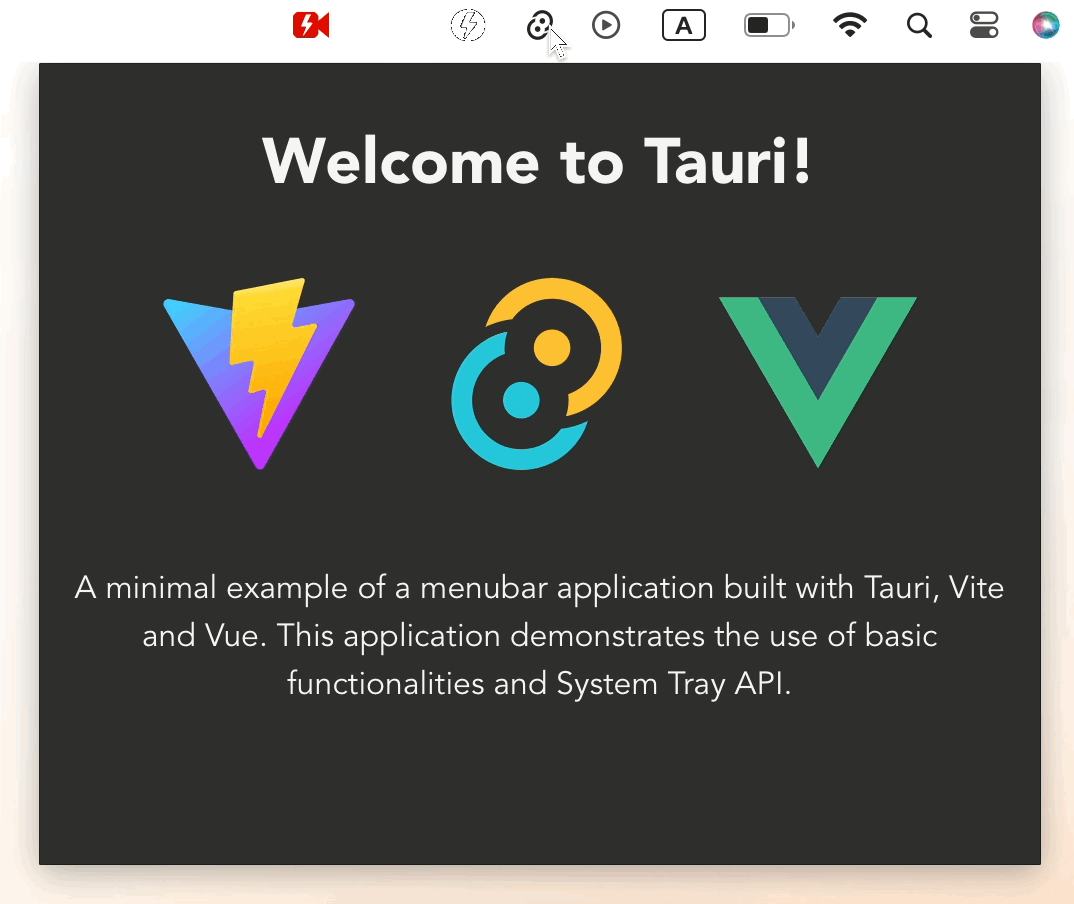 A
Welcome to Tauri!
A minimal example of a menubar application built with Tauri, Vite
and Vue. This application demonstrates the use of basic
functionalities and System Tray API.